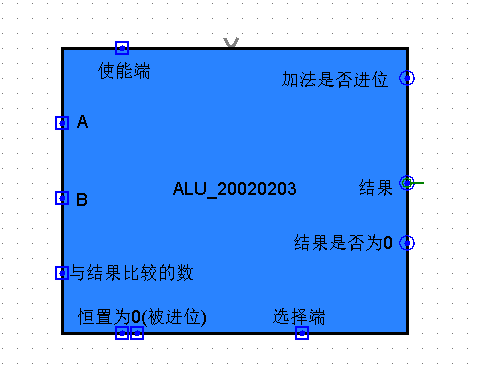 使能端
加法是否进位
A
ALU_20020203
结果
B
结果是否为0
与结果比较的数
恒置为0(被进位)
选择端